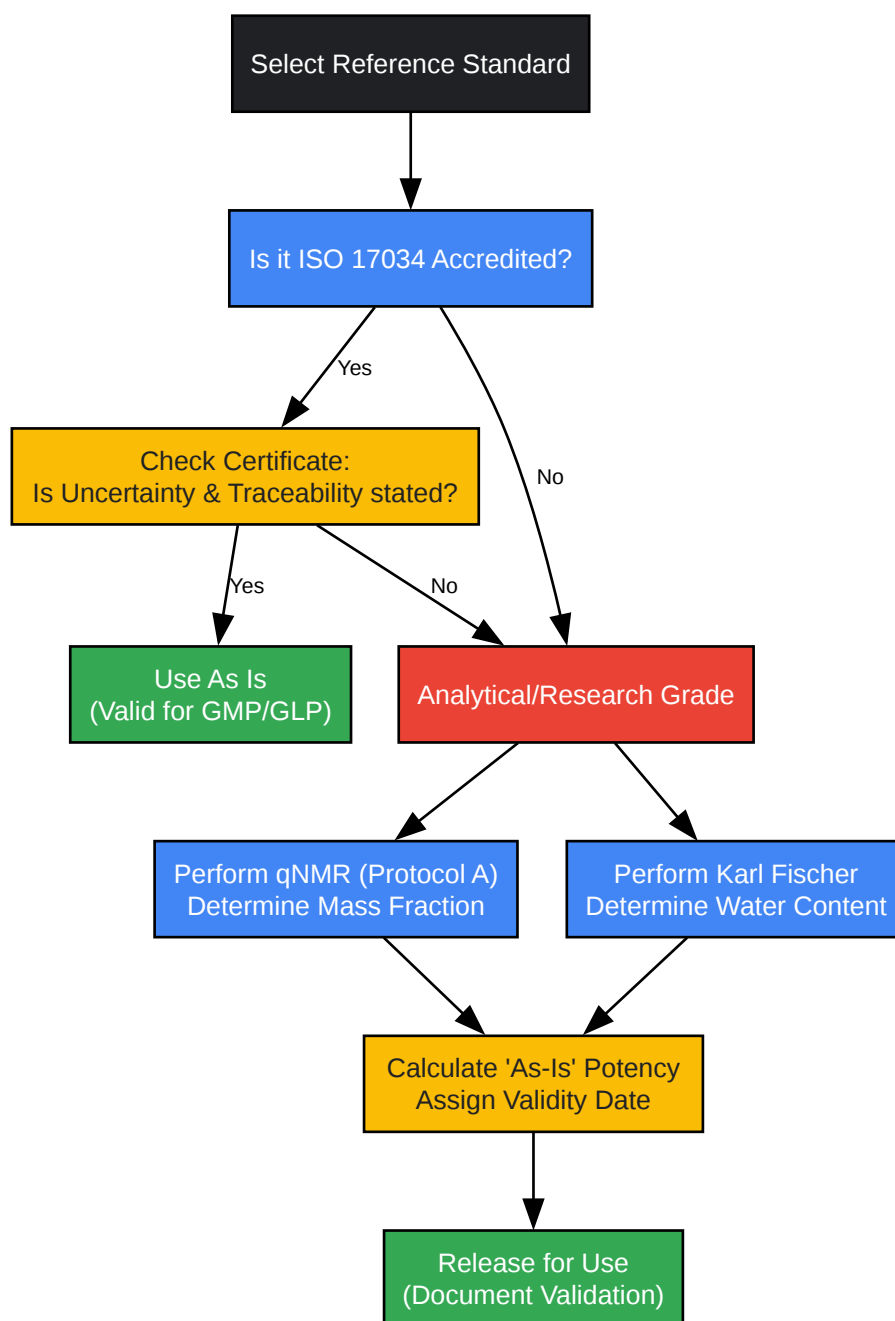 Select Reference Standard
Is it ISO 17034 Accredited?
Yes
No
Check Certificate:
Is Uncertainty & Traceability stated?
Yes
No
Use As Is
(Valid for GMP/GLP)
Analytical/Research Grade
Perform qNMR (Protocol A)
Determine Mass Fraction
Perform Karl Fischer
Determine Water Content
Calculate 'As-Is' Potency
Assign Validity Date
Release for Use
(Document Validation)